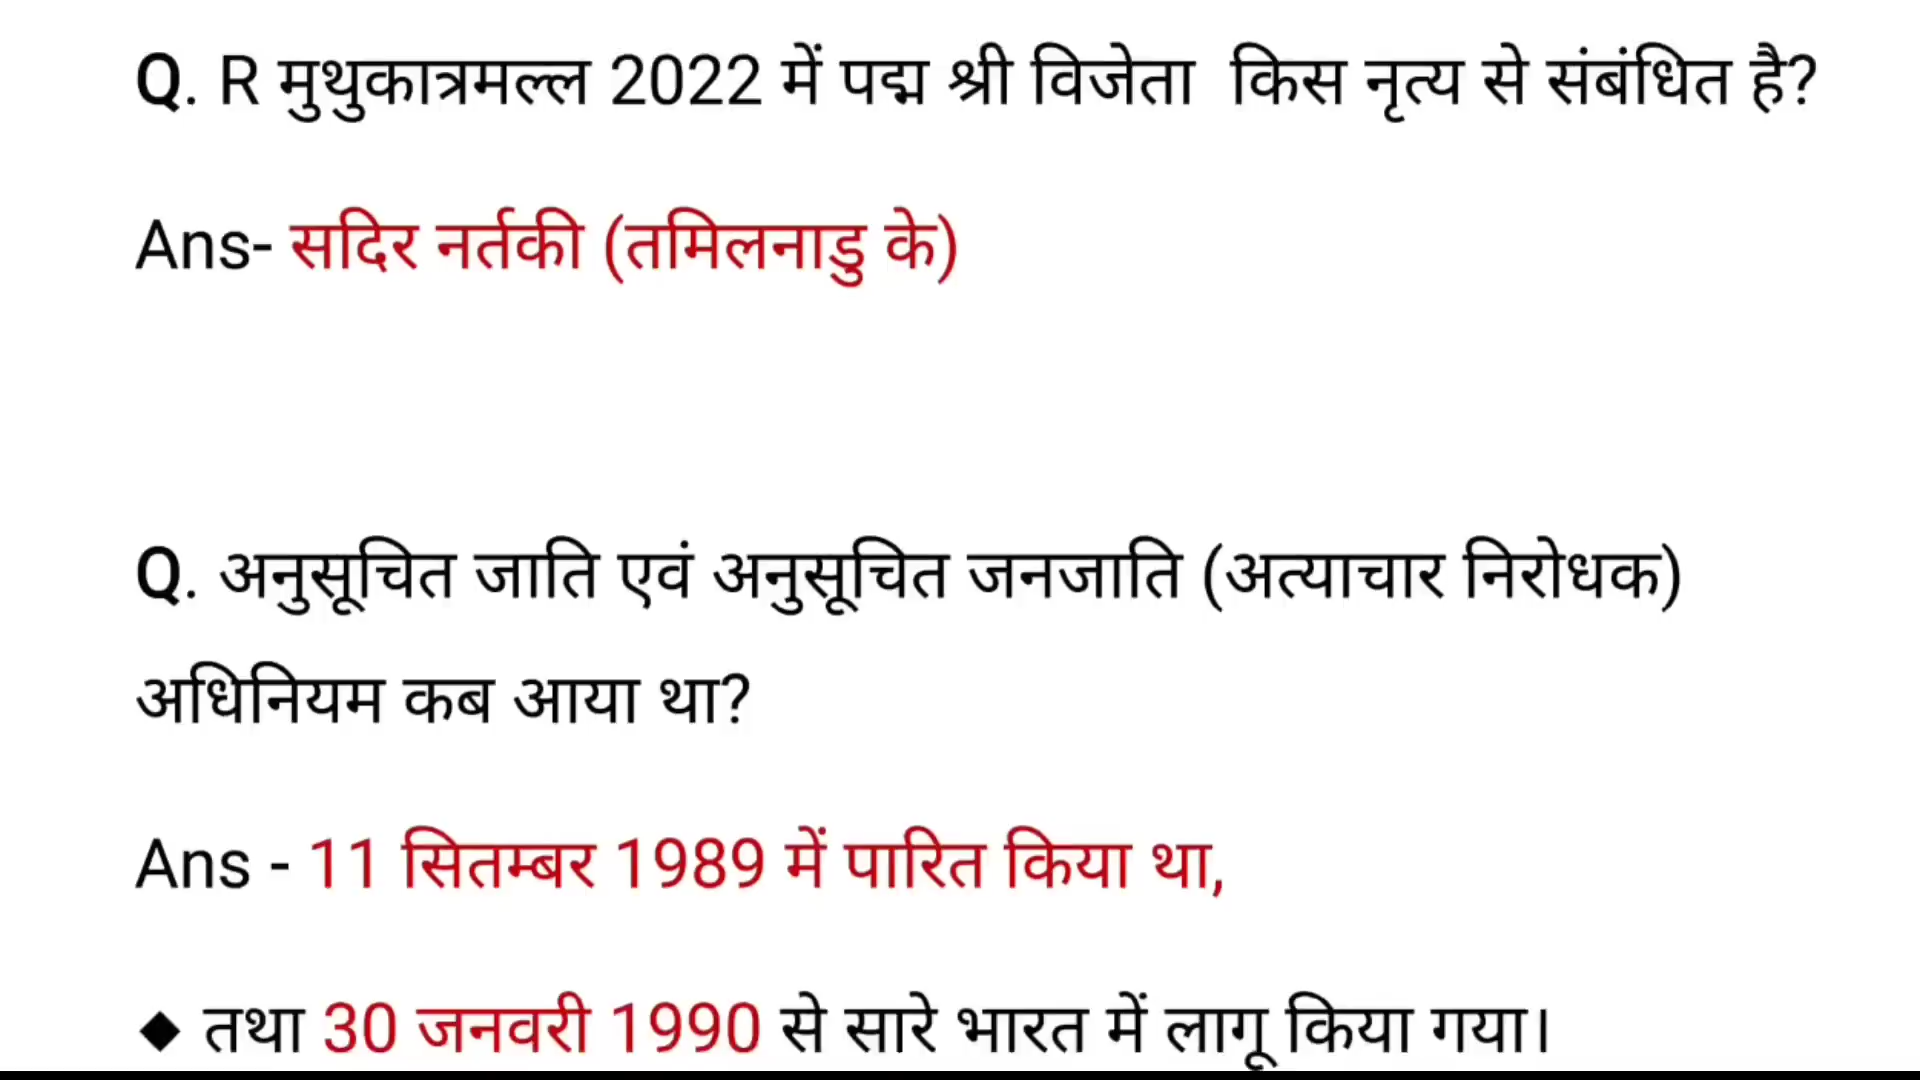 Q. R मुथुकात्रमल्ल 2022 में पद्म श्री विजेता किस नृत्य से संबंधित है?
Ans- सदिर नर्तकी (तमिलनाडु के)
Q. अनुसूचित जाति एवं अनुसूचित जनजाति (अत्याचार निरोधक)
अधिनियम कब आया था?
Ans - 11 सितम्बर 1989 में पारित किया था,
◆ तथा 30 जनवरी 1990 से सारे भारत में लागू किया गया।